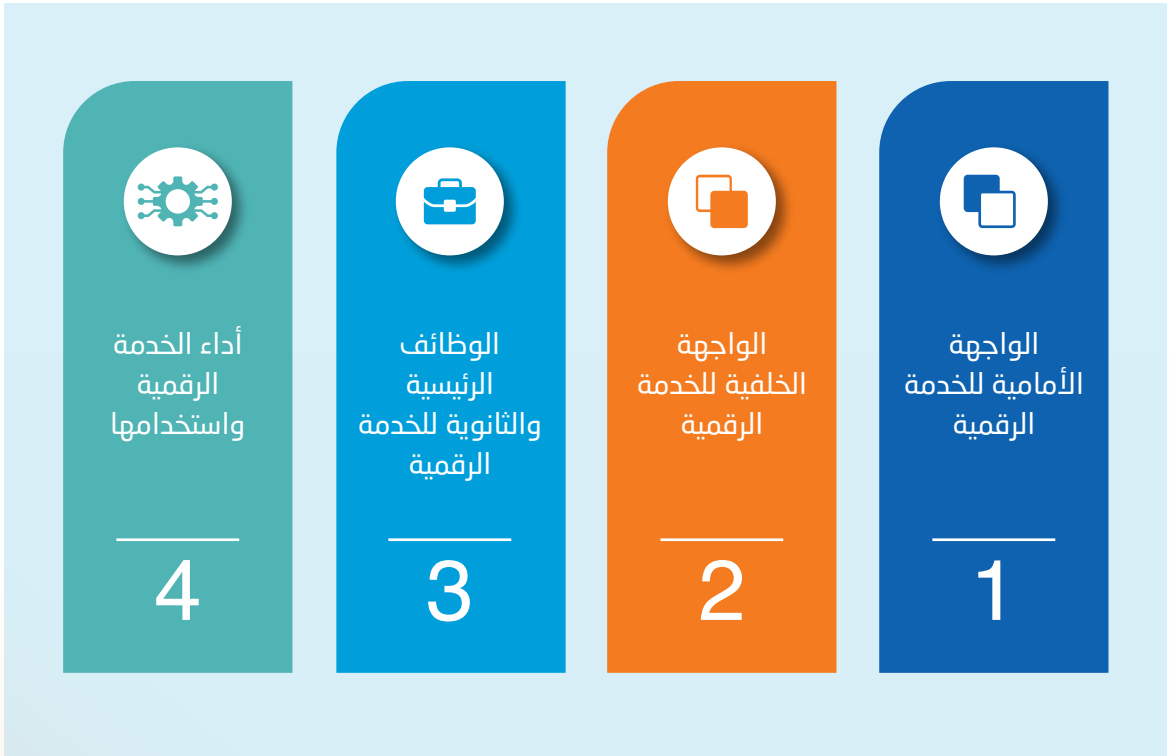 الواجهة
الأمامية للخدمة
الرقمية
1
الواجهة
الخلفية للخدمة
الرقمية
2
الوظائف
الرئيسية
والثانوية للخدمة
الرقمية
3
أداء الخدمة
الرقمية
واستخدامها
4